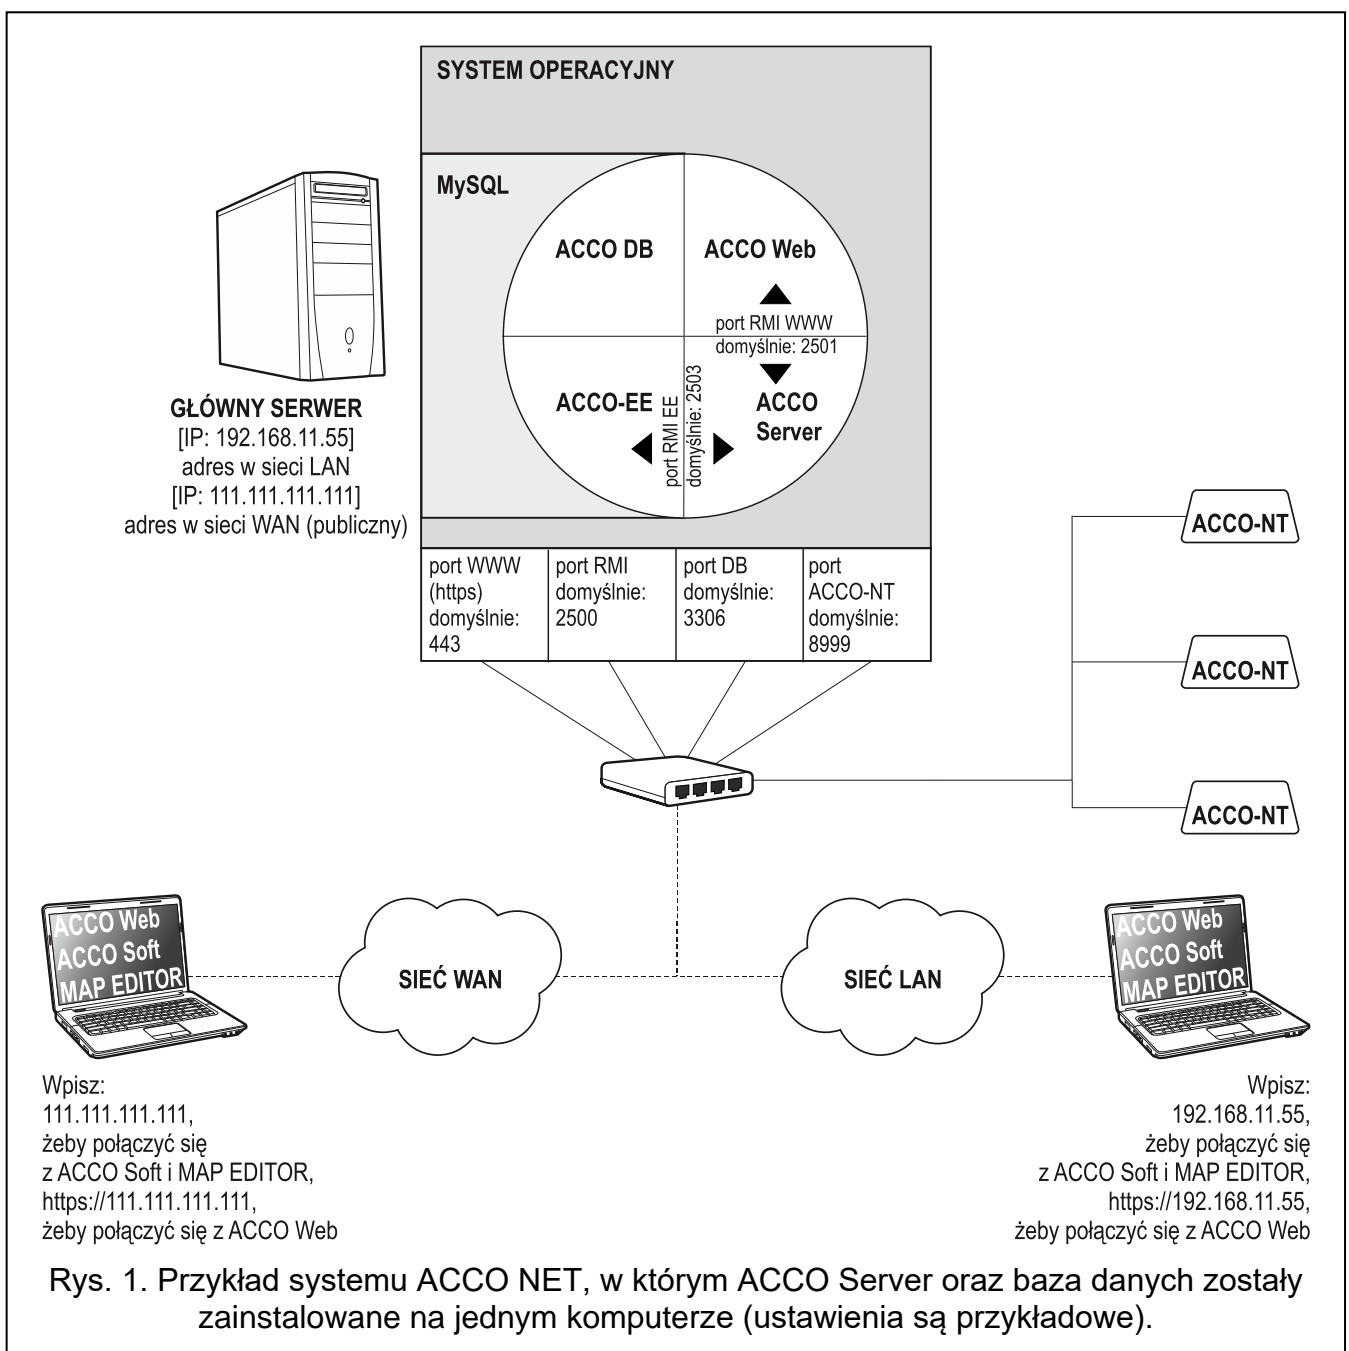 SYSTEM OPERACYJNY
MySQL
ACCO DB
ACCO Web
port RMI WWW
domyślnie: 2501
ACCO-EE
port RMI EE
domyślnie: 2503
ACCO
Server
GŁÓWNY SERWER
[IP: 192.168.11.55]
adres w sieci LAN
[IP: 111.111.111.111]
adres w sieci WAN (publiczny)
port WWW
(https)
domyślnie:
443
port RMI
domyślnie:
2500
port DB
domyślnie:
3306
port
ACCO-NT
domyślnie:
8999
ACCO-NT
ACCO-NT
ACCO-NT
ACCO Web
ACCO Soft
MAP EDITOR
SIEĆ WAN
SIEĆ LAN
ACCO Web
ACCO Soft
MAP EDITOR
Wpisz:
111.111.111.111,
żeby połączyć się
z ACCO Soft i MAP EDITOR,
https://111.111.111.111,
żeby połączyć się z ACCO Web
Wpisz:
192.168.11.55,
żeby połączyć się
z ACCO Soft i MAP EDITOR,
https://192.168.11.55,
żeby połączyć się z ACCO Web
Rys. 1. Przykład systemu ACCO NET, w którym ACCO Server oraz baza danych zostały
zainstalowane na jednym komputerze (ustawienia są przykładowe).